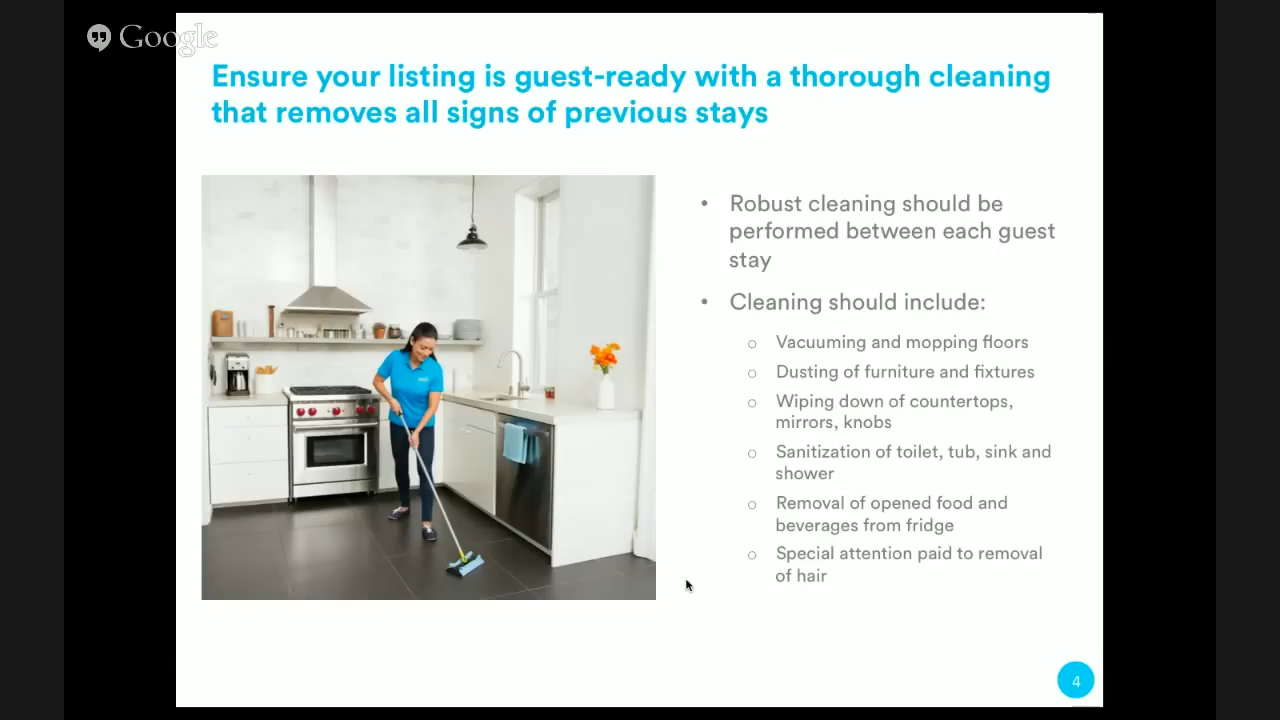 Google
Ensure your listing is guest-ready with a thorough cleaning
that removes all signs of previous stays
• Robust cleaning should be
performed between each guest
stay
• Cleaning should include:
o Vacuuming and mopping floors
o Dusting of furniture and fixtures
o Wiping down of countertops,
mirrors, knobs
o Sanitization of toilet, tub, sink and
shower
o Removal of opened food and
beverages from fridge
o Special attention paid to removal
of hair
4